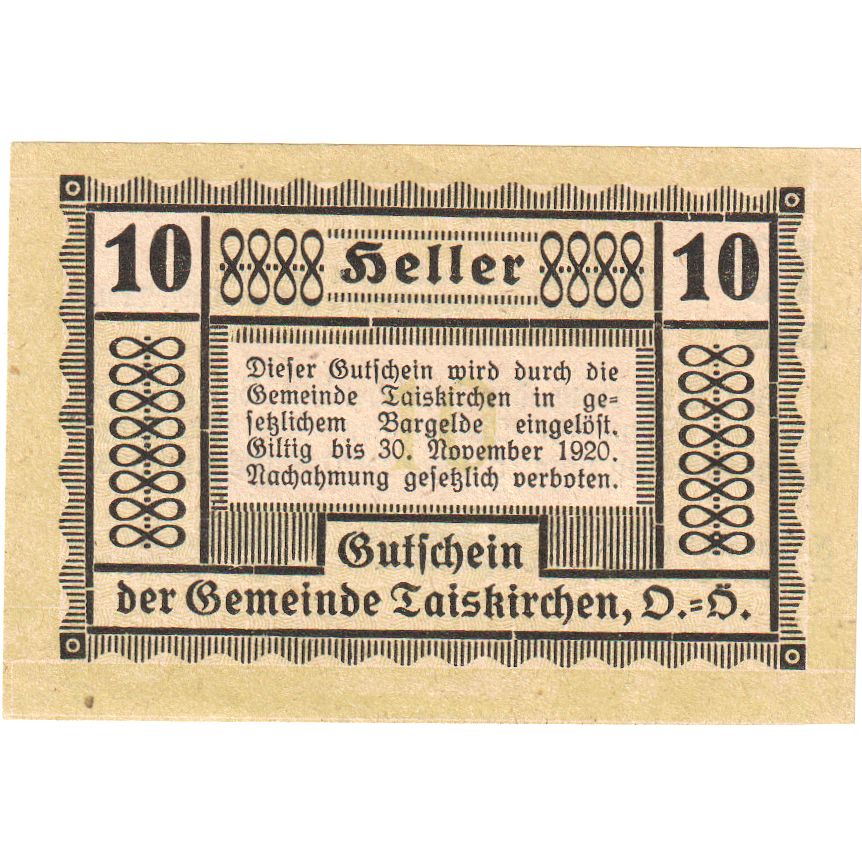 10 Heller 10
Dieser Gutschein wird durch die
Gemeinde Taiskirchen in ge=
setzlichem Bargelde eingelöst.
Giltig bis 30. November 1920.
Nachahmung gesetzlich verboten.
Gutschein
der Gemeinde Taiskirchen, O.=Ö.